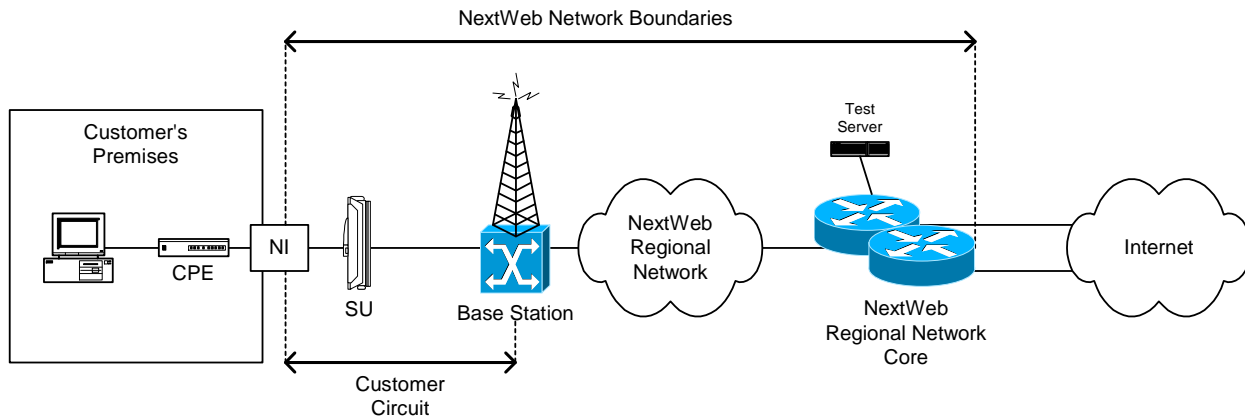 NextWeb Network Boundaries
Customer's
Premises
CPE
NI
SU
Base Station
NextWeb
Regional
Network
Test
Server
NextWeb
Regional Network
Core
Internet
Customer
Circuit